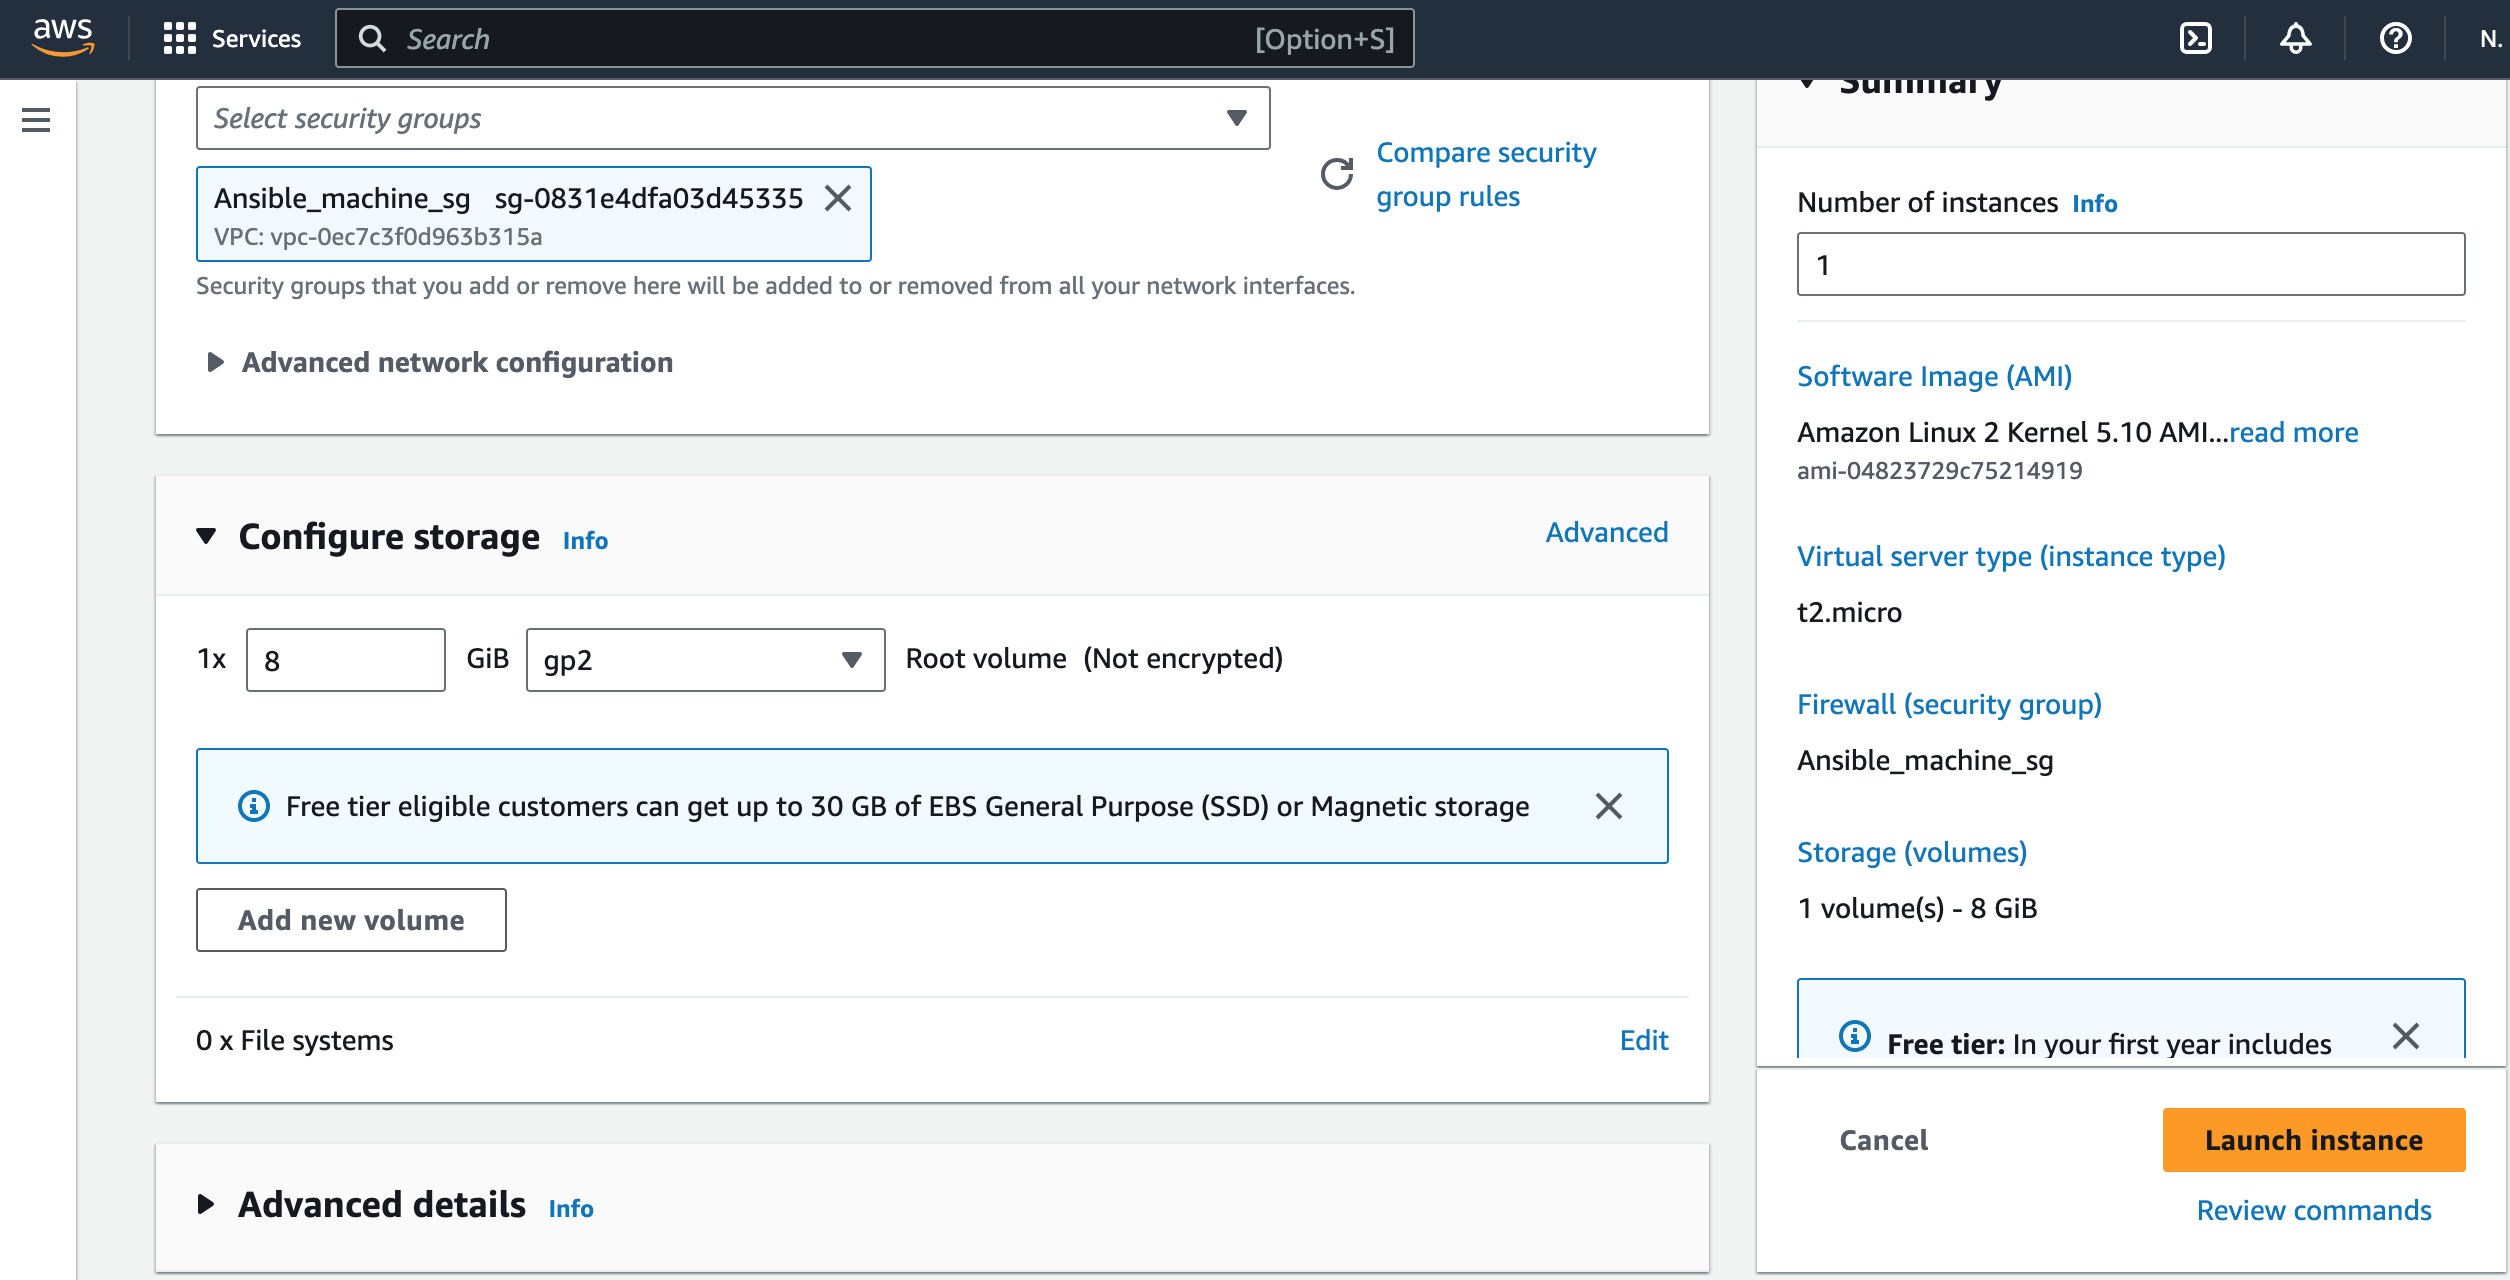 aws
Services
Search
[Option+S]
N.
Select security groups
Ansible_machine_sg sg-0831e4dfa03d45335
VPC: vpc-0ec7c3f0d963b315a
Compare security
group rules
Security groups that you add or remove here will be added to or removed from all your network interfaces.
Advanced network configuration
Configure storage Info
Advanced
1x 8 GiB gp2 Root volume (Not encrypted)
Free tier eligible customers can get up to 30 GB of EBS General Purpose (SSD) or Magnetic storage
Add new volume
0 x File systems
Edit
Advanced details Info
Summary
Number of instances Info
1
Software Image (AMI)
Amazon Linux 2 Kernel 5.10 AMI...read more
ami-04823729c75214919
Virtual server type (instance type)
t2.micro
Firewall (security group)
Ansible_machine_sg
Storage (volumes)
1 volume(s) - 8 GiB
Free tier: In your first year includes
Cancel
Launch instance
Review commands